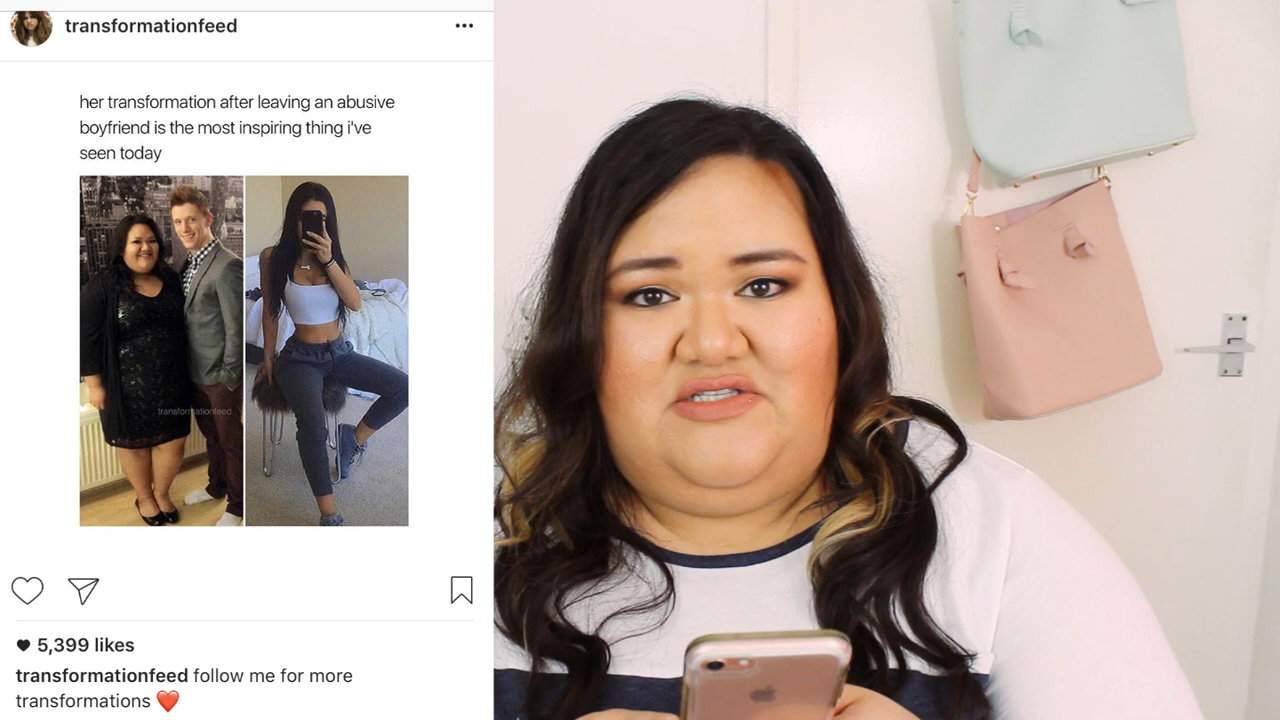 transformationfeed
her transformation after leaving an abusive
boyfriend is the most inspiring thing i've
seen today
transformationfeed
5,399 likes
transformationfeed follow me for more
transformations ❤️